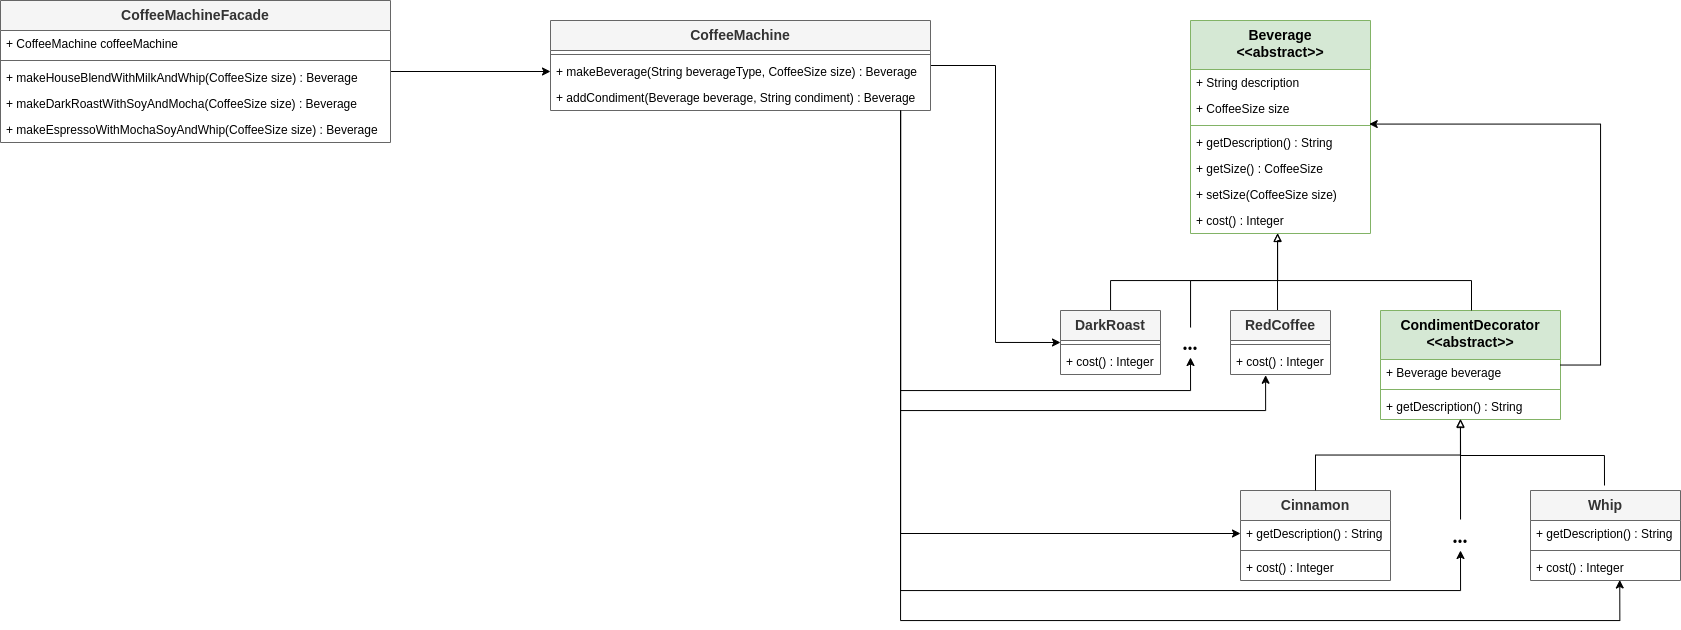 CoffeeMachineFacade
+ CoffeeMachine coffeeMachine
+ makeHouseBlendWithMilkAndWhip(CoffeeSize size) : Beverage
+ makeDarkRoastWithSoyAndMocha(CoffeeSize size) : Beverage
+ makeEspressoWithMochaSoyAndWhip(CoffeeSize size) : Beverage
CoffeeMachine
+ makeBeverage(String beverageType, CoffeeSize size) : Beverage
+ addCondiment(Beverage beverage, String condiment) : Beverage
Beverage
<<abstract>>
+ String description
+ CoffeeSize size
+ getDescription() : String
+ getSize() : CoffeeSize
+ setSize(CoffeeSize size)
+ cost() : Integer
DarkRoast
+ cost() : Integer
...
RedCoffee
+ cost() : Integer
CondimentDecorator
<<abstract>>
+ Beverage beverage
+ getDescription() : String
Cinnamon
+ getDescription() : String
+ cost() : Integer
...
Whip
+ getDescription() : String
+ cost() : Integer